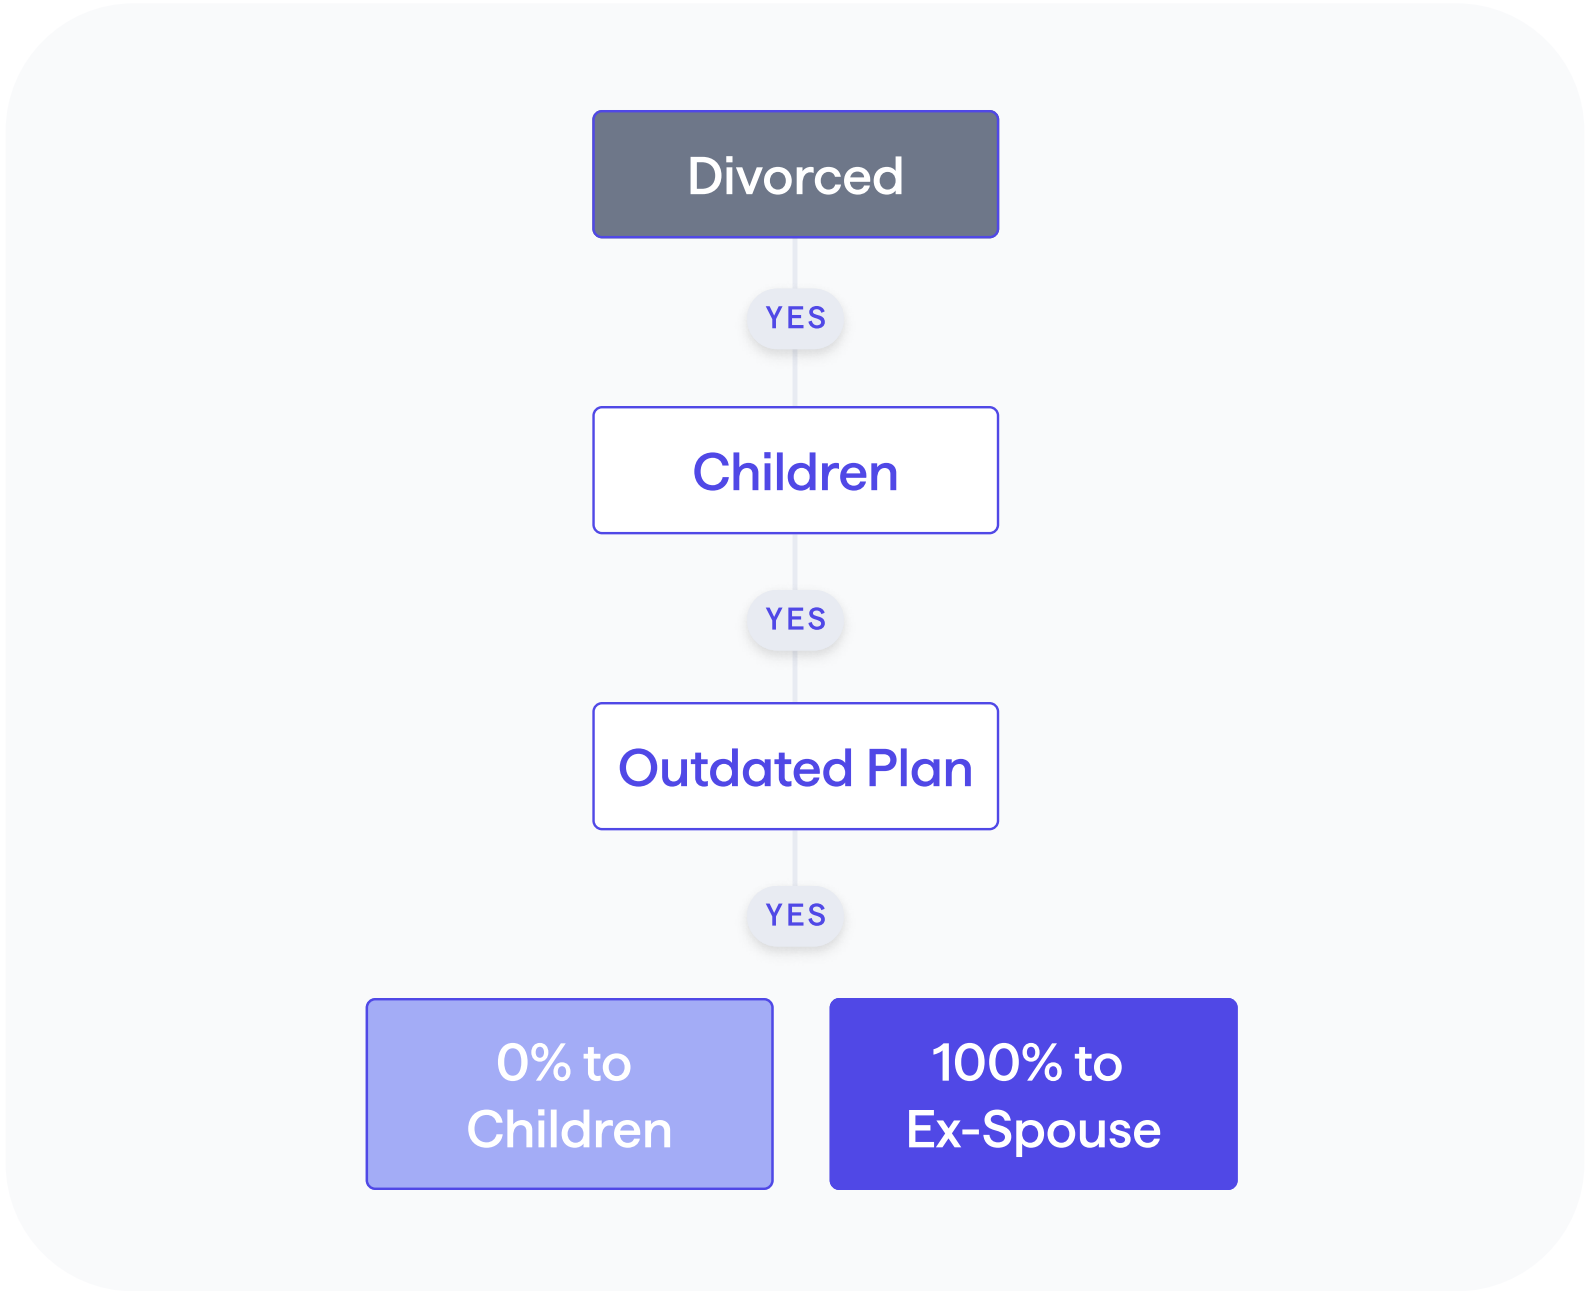 Divorced
YES
Children
YES
Outdated Plan
YES
0% to
Children
100% to
Ex-Spouse